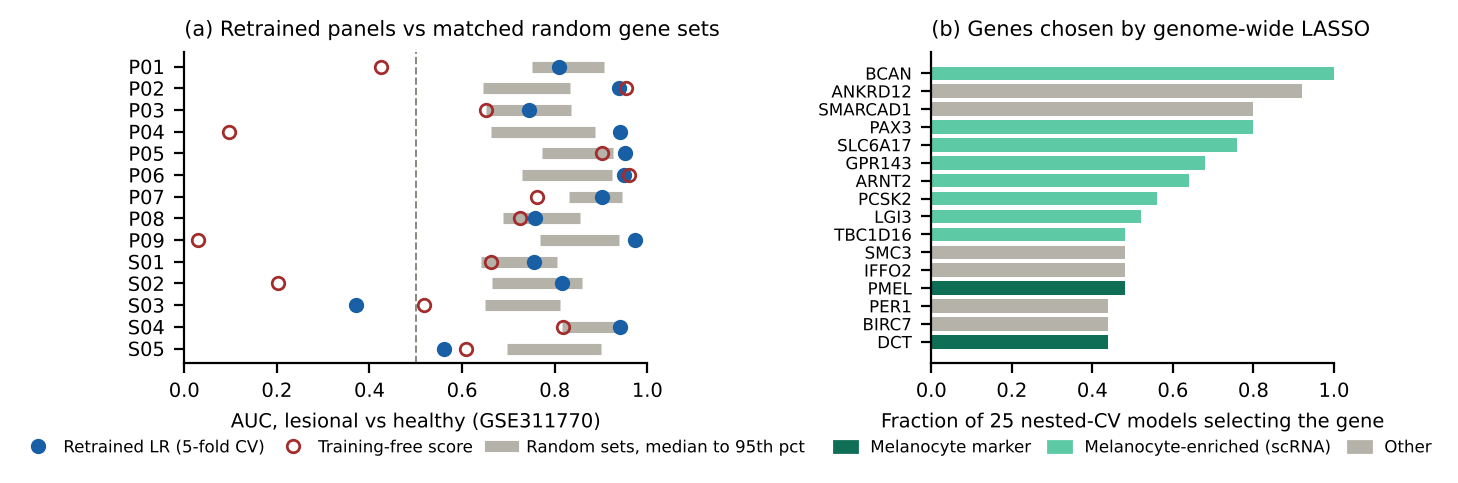 (a) Retrained panels vs matched random gene sets
P01
P02
P03
P04
P05
P06
P07
P08
P09
S01
S02
S03
S04
S05
0.0 0.2 0.4 0.6 0.8 1.0
AUC, lesional vs healthy (GSE311770)
Retrained LR (5-fold CV) Training-free score Random sets, median to 95th pct
(b) Genes chosen by genome-wide LASSO
BCAN
ANKRD12
SMARCAD1
PAX3
SLC6A17
GPR143
ARNT2
PCSK2
LGI3
TBC1D16
SMC3
IFFO2
PMEL
PER1
BIRC7
DCT
0.0 0.2 0.4 0.6 0.8 1.0
Fraction of 25 nested-CV models selecting the gene
Melanocyte marker Melanocyte-enriched (scRNA) Other